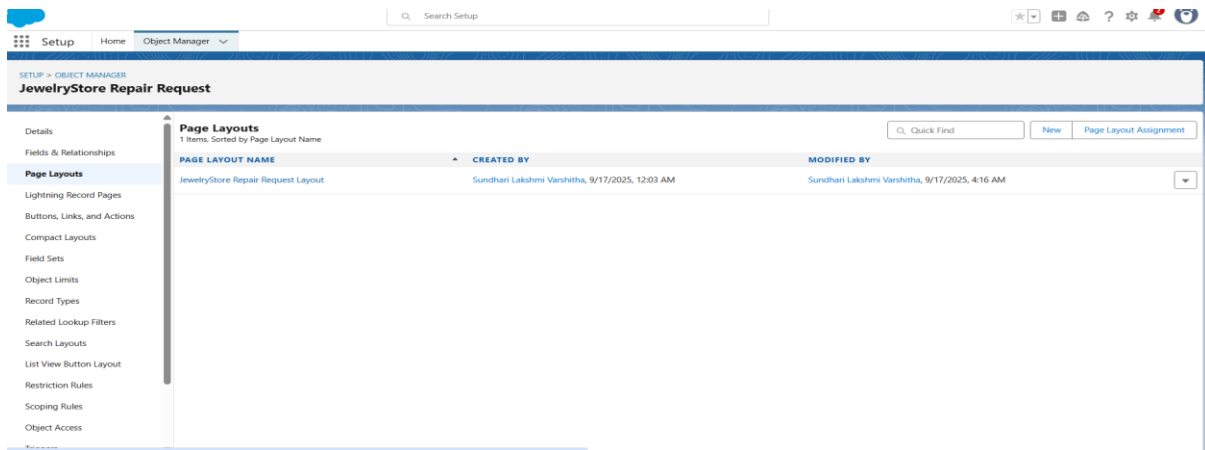 Search Setup
2
Setup Home Object Manager
SETUP > OBJECT MANAGER
JewelryStore Repair Request
Details
Fields & Relationships
Page Layouts
Lightning Record Pages
Buttons, Links, and Actions
Compact Layouts
Field Sets
Object Limits
Record Types
Related Lookup Filters
Search Layouts
List View Button Layout
Restriction Rules
Scoping Rules
Object Access
Triggers
Page Layouts
1 Items, Sorted by Page Layout Name
Quick Find New Page Layout Assignment
PAGE LAYOUT NAME CREATED BY MODIFIED BY
JewelryStore Repair Request Layout Sundhari Lakshmi Varshitha, 9/17/2025, 12:03 AM Sundhari Lakshmi Varshitha, 9/17/2025, 4:16 AM